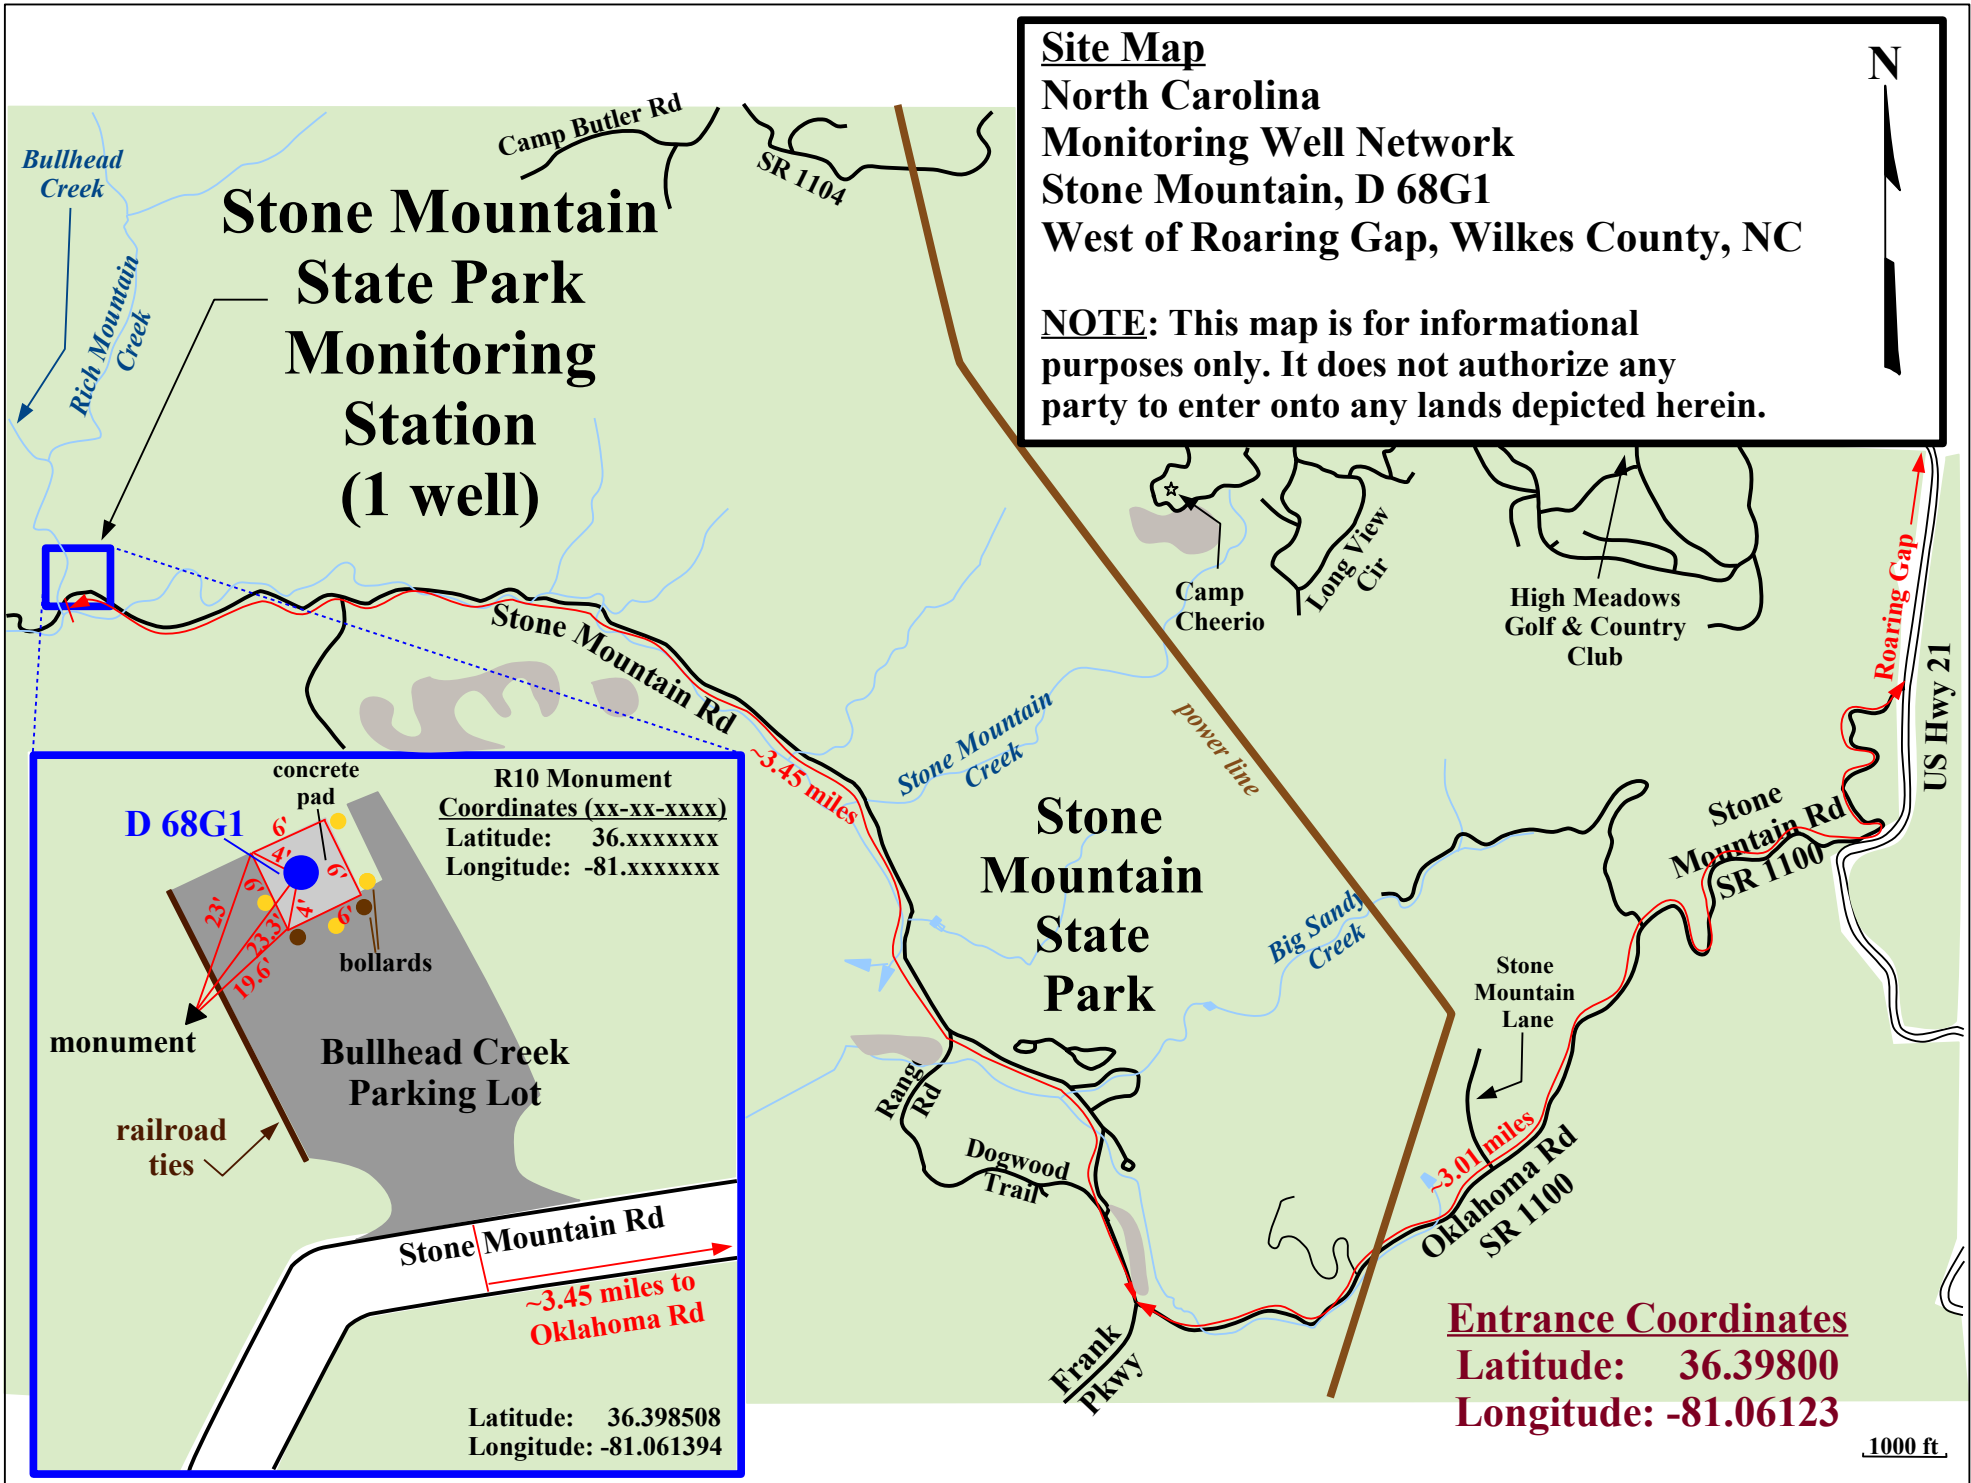 Site Map
North Carolina
Monitoring Well Network
Stone Mountain, D 68G1
West of Roaring Gap, Wilkes County, NC
NOTE: This map is for informational
purposes only. It does not authorize any
party to enter onto any lands depicted herein.
N
Camp Butler Rd
SR 1104
Bullhead
Creek
Rich Mountain
Creek
Stone Mountain
State Park
Monitoring
Station
(1 well)
Camp
Cheerio
Long View
Cir
High Meadows
Golf & Country
Club
Roaring Gap
US Hwy 21
Stone Mountain Rd
~3.45 miles
Stone Mountain
Creek
power line
Stone
Mountain
State
Park
Big Sandy
Creek
Stone
Mountain Rd
SR 1100
Stone
Mountain
Lane
~3.01 miles
Oklahoma Rd
SR 1100
Range
Rd
Dogwood
Trail
Frank
Pkwy
concrete
pad
R10 Monument
Coordinates (xx-xx-xxxx)
Latitude: 36.xxxxxxx
Longitude: -81.xxxxxxx
D 68G1
6'
4'
6'
6'
4'
6'
23'
23.3'
19.6'
bollards
monument
Bullhead Creek
Parking Lot
railroad
ties
Stone Mountain Rd
~3.45 miles to
Oklahoma Rd
Latitude: 36.398508
Longitude: -81.061394
Entrance Coordinates
Latitude: 36.39800
Longitude: -81.06123
1000 ft